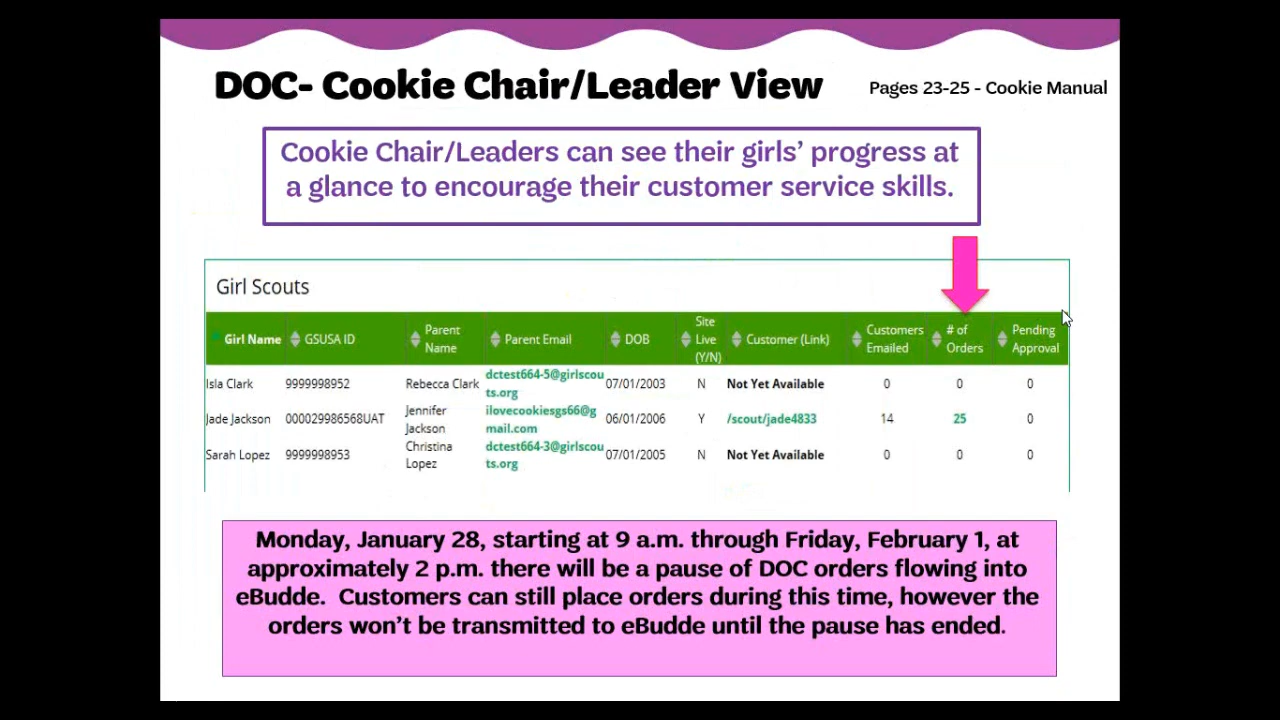 DOC- Cookie Chair/Leader View
Pages 23-25 - Cookie Manual
Cookie Chair/Leaders can see their girls' progress at
a glance to encourage their customer service skills.
Girl Scouts
Girl Name GSUSA ID Parent Name Parent Email DOB Site Live (Y/N) Customer (Link) Customers Emailed # of Orders Pending Approval
Isla Clark 9999998952 Rebecca Clark dctest664-5@girlscouts.org 07/01/2003 N Not Yet Available 0 0 0
Jade Jackson 000029986568UAT Jennifer Jackson ilovecookiesgs66@gmail.com 06/01/2006 Y /scout/jade4833 14 25 0
Sarah Lopez 9999998953 Christina Lopez dctest664-3@girlscouts.org 07/01/2005 N Not Yet Available 0 0 0
Monday, January 28, starting at 9 a.m. through Friday, February 1, at
approximately 2 p.m. there will be a pause of DOC orders flowing into
eBudde.  Customers can still place orders during this time, however the
orders won't be transmitted to eBudde until the pause has ended.